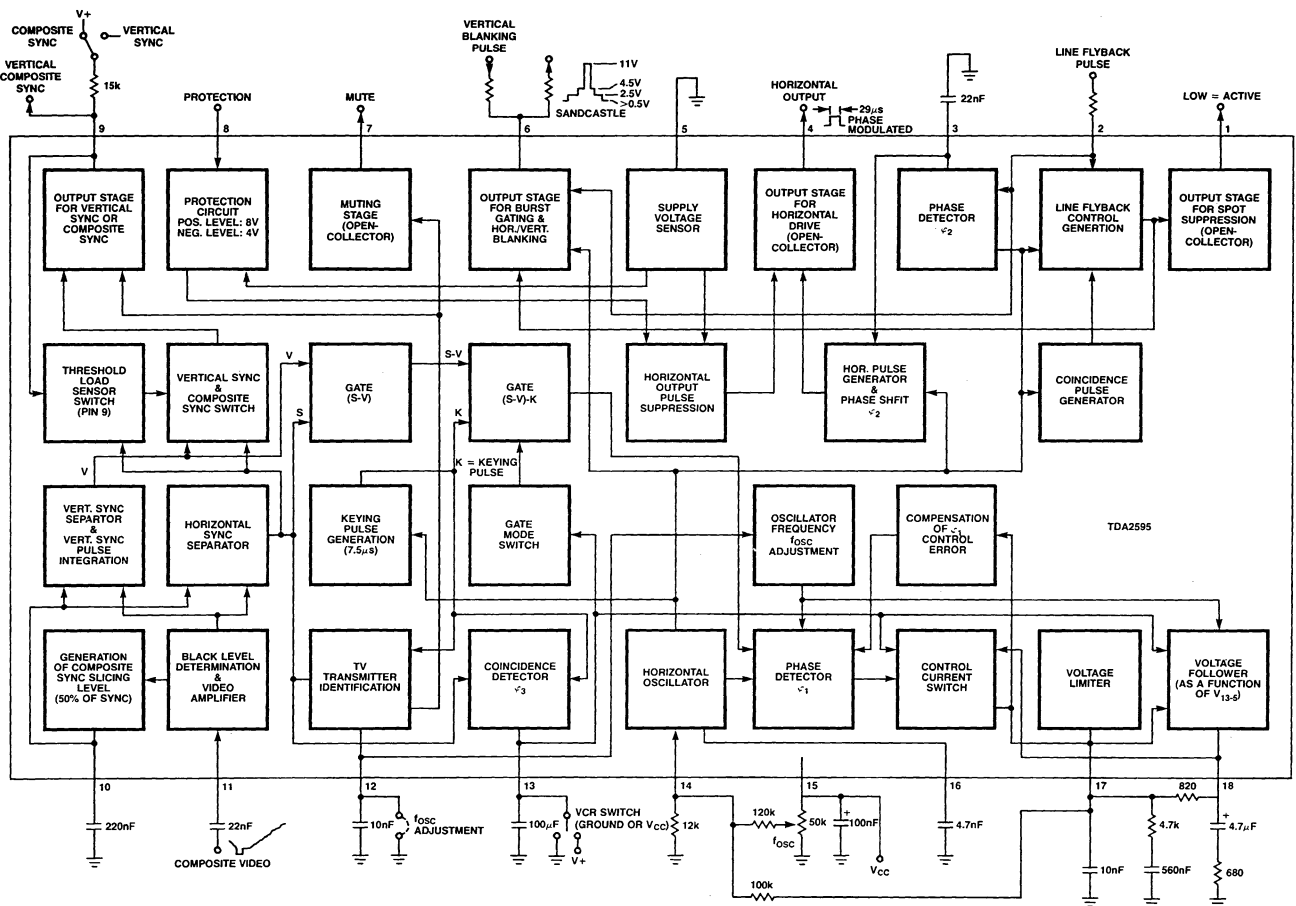 V+
COMPOSITE
SYNC
VERTICAL
SYNC
VERTICAL
COMPOSITE
SYNC
15k
PROTECTION
MUTE
VERTICAL
BLANKING
PULSE
11V
4.5V
2.5V
>0.5V
SANDCASTLE
HORIZONTAL
OUTPUT
29µs
PHASE
MODULATED
22nF
LINE FLYBACK
PULSE
LOW = ACTIVE
9
8
7
6
5
4
3
2
1
OUTPUT STAGE
FOR VERTICAL
SYNC OR
COMPOSITE
SYNC
PROTECTION
CIRCUIT
POS. LEVEL: 8V
NEG. LEVEL: 4V
MUTING
STAGE
(OPEN-
COLLECTOR)
OUTPUT STAGE
FOR BURST
GATING &
HOR./VERT.
BLANKING
SUPPLY
VOLTAGE
SENSOR
OUTPUT STAGE
FOR
HORIZONTAL
DRIVE
(OPEN-
COLLECTOR)
PHASE
DETECTOR
φ2
LINE FLYBACK
CONTROL
GENERTION
OUTPUT STAGE
FOR SPOT
SUPPRESSION
(OPEN-
COLLECTOR)
THRESHOLD
LOAD
SENSOR
SWITCH
(PIN 9)
VERTICAL SYNC
&
COMPOSITE
SYNC SWITCH
V
S
GATE
(S-V)
S-V
K
GATE
(S-V)-K
HORIZONTAL
OUTPUT
PULSE
SUPPRESSION
HOR. PULSE
GENERATOR
&
PHASE SHFIT
φ2
COINCIDENCE
PULSE
GENERATOR
V
K = KEYING
PULSE
VERT. SYNC
SEPARTOR
&
VERT. SYNC
PULSE
INTEGRATION
HORIZONTAL
SYNC
SEPARATOR
KEYING
PULSE
GENERATION
(7.5µs)
GATE
MODE
SWITCH
OSCILLATOR
FREQUENCY
fOSC
ADJUSTMENT
COMPENSATION
OF φ1
CONTROL
ERROR
TDA2595
GENERATION
OF COMPOSITE
SYNC SLICING
LEVEL
(50% OF SYNC)
BLACK LEVEL
DETERMINATION
&
VIDEO
AMPLIFIER
TV
TRANSMITTER
IDENTIFICATION
COINCIDENCE
DETECTOR
φ3
HORIZONTAL
OSCILLATOR
PHASE
DETECTOR
φ1
CONTROL
CURRENT
SWITCH
VOLTAGE
LIMITER
VOLTAGE
FOLLOWER
(AS A FUNCTION
OF V13-5)
10
11
12
13
14
15
16
17
18
220nF
22nF
COMPOSITE VIDEO
10nF
fOSC
ADJUSTMENT
100µF
VCR SWITCH
(GROUND OR VCC)
V+
12k
120k
50k
fOSC
+
100nF
VCC
4.7nF
100k
820
10nF
4.7k
560nF
+
4.7µF
680